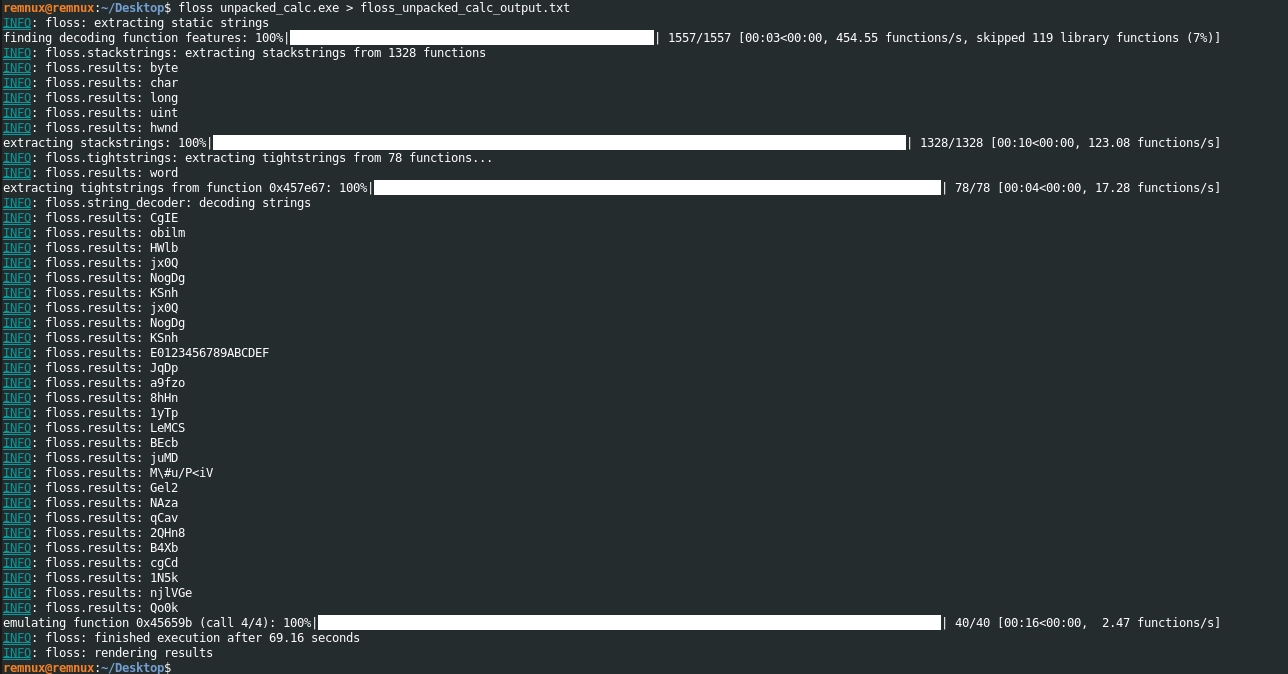 remnux@remnux:~/Desktop$ floss unpacked_calc.exe > floss_unpacked_calc_output.txt
INFO: floss: extracting static strings
finding decoding function features: 100%| | 1557/1557 [00:03<00:00, 454.55 functions/s, skipped 119 library functions (7%)]
INFO: floss.stackstrings: extracting stackstrings from 1328 functions
INFO: floss.results: byte
INFO: floss.results: char
INFO: floss.results: long
INFO: floss.results: uint
INFO: floss.results: hwnd
extracting stackstrings: 100%| | 1328/1328 [00:10<00:00, 123.08 functions/s]
INFO: floss.tightstrings: extracting tightstrings from 78 functions...
INFO: floss.results: word
extracting tightstrings from function 0x457e67: 100%| | 78/78 [00:04<00:00, 17.28 functions/s]
INFO: floss.string_decoder: decoding strings
INFO: floss.results: CgIE
INFO: floss.results: obilm
INFO: floss.results: HWlb
INFO: floss.results: jx0Q
INFO: floss.results: NogDg
INFO: floss.results: KSnh
INFO: floss.results: jx0Q
INFO: floss.results: NogDg
INFO: floss.results: KSnh
INFO: floss.results: E0123456789ABCDEF
INFO: floss.results: JqDp
INFO: floss.results: a9fzo
INFO: floss.results: 8hHn
INFO: floss.results: 1yTp
INFO: floss.results: LeMCS
INFO: floss.results: BEcb
INFO: floss.results: juMD
INFO: floss.results: M\#u/P<iV
INFO: floss.results: Gel2
INFO: floss.results: NAza
INFO: floss.results: qCav
INFO: floss.results: 2QHn8
INFO: floss.results: B4Xb
INFO: floss.results: cgCd
INFO: floss.results: 1N5k
INFO: floss.results: njlVGe
INFO: floss.results: Qo0k
emulating function 0x45659b (call 4/4): 100%| | 40/40 [00:16<00:00,  2.47 functions/s]
INFO: floss: finished execution after 69.16 seconds
INFO: floss: rendering results
remnux@remnux:~/Desktop$